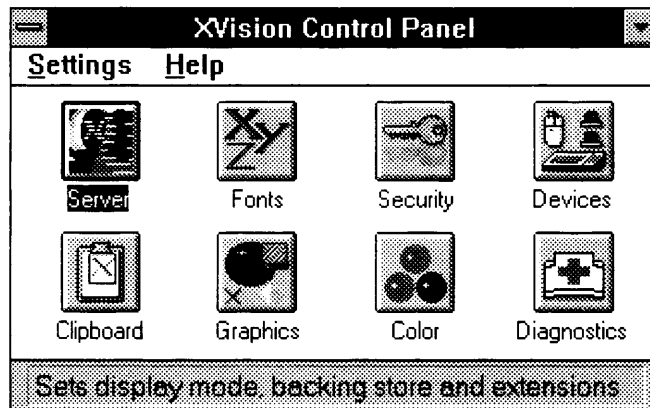 XVision Control Panel
Settings Help
Server Fonts Security Devices
Clipboard Graphics Color Diagnostics
Sets display mode, backing store and extensions